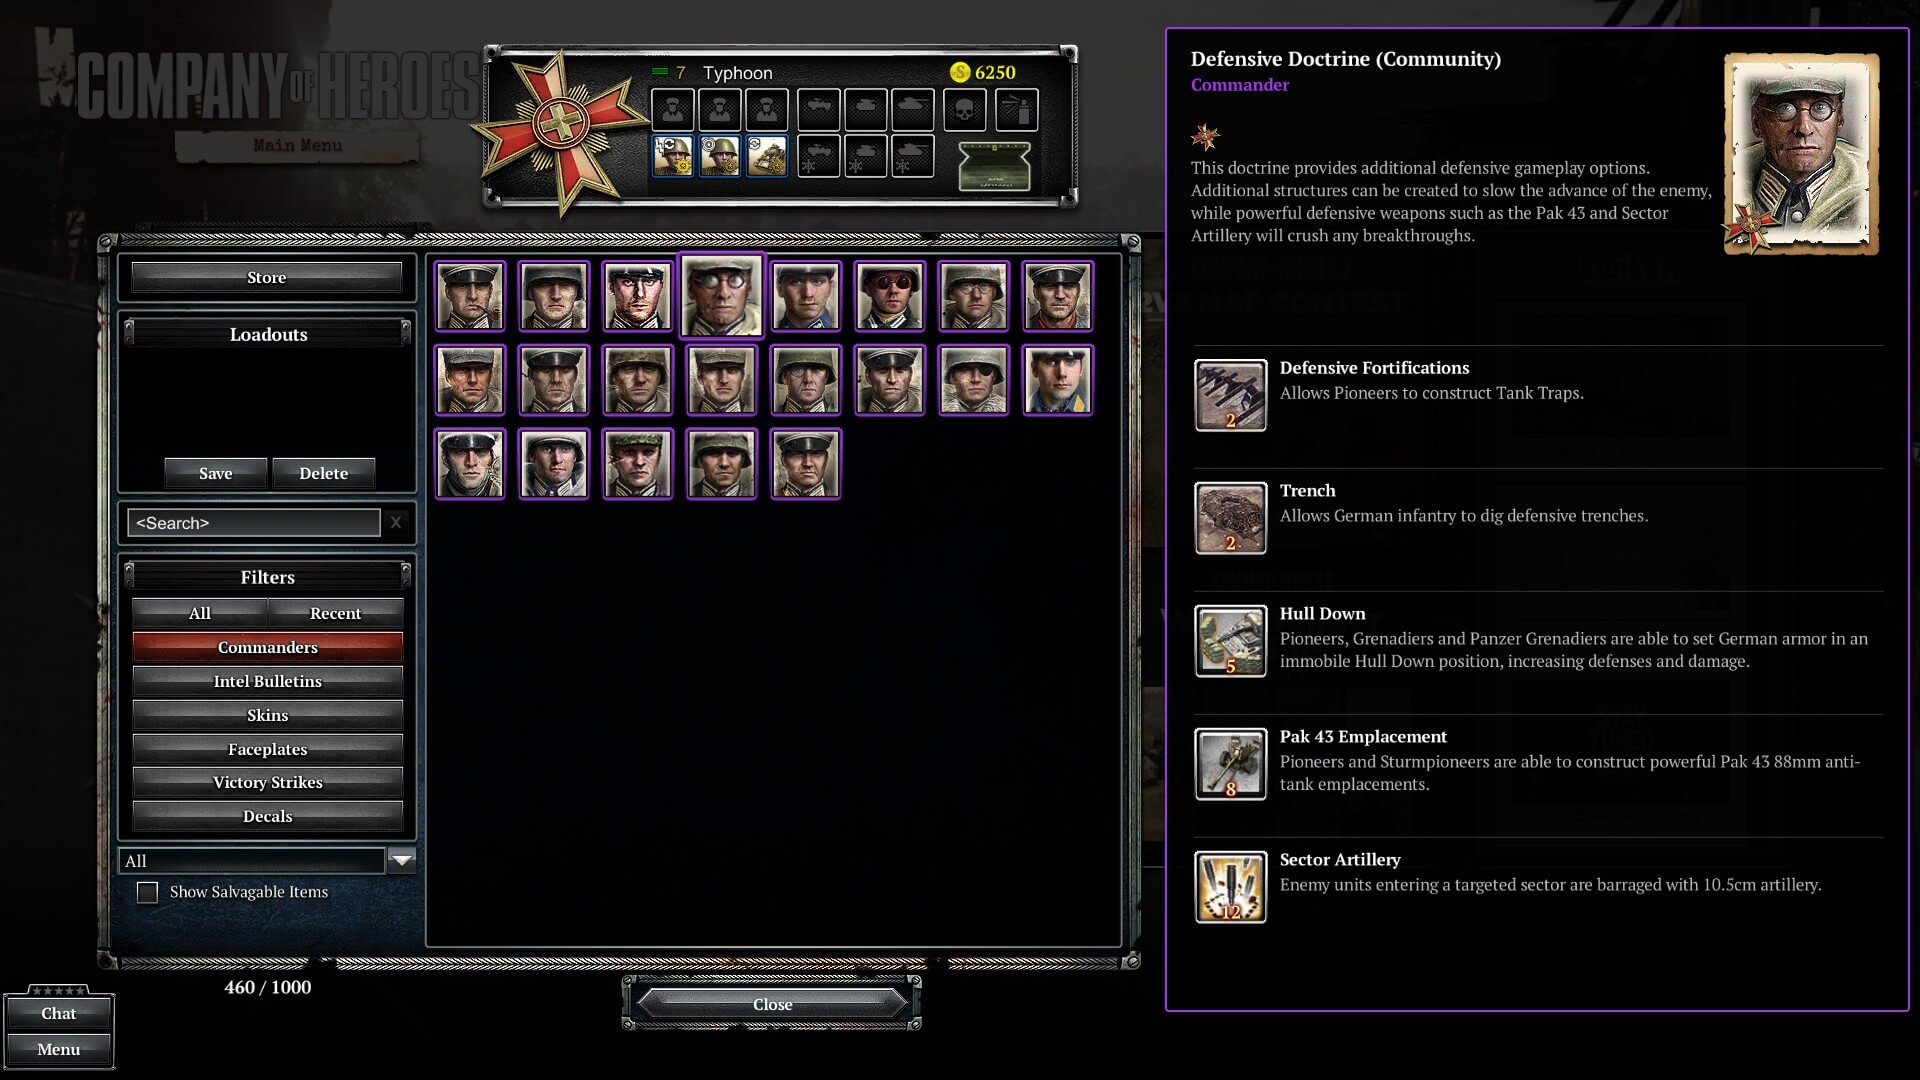 COMPANY OF HEROES
Main Menu
7 Typhoon
6250
Store
Loadouts
Save
Delete
<Search>
X
Filters
All
Recent
Commanders
Intel Bulletins
Skins
Faceplates
Victory Strikes
Decals
All
Show Salvagable Items
460 / 1000
Close
Chat
Menu
Defensive Doctrine (Community)
Commander
This doctrine provides additional defensive gameplay options.
Additional structures can be created to slow the advance of the enemy,
while powerful defensive weapons such as the Pak 43 and Sector
Artillery will crush any breakthroughs.
Defensive Fortifications
Allows Pioneers to construct Tank Traps.
2
Trench
Allows German infantry to dig defensive trenches.
2
Hull Down
Pioneers, Grenadiers and Panzer Grenadiers are able to set German armor in an
immobile Hull Down position, increasing defenses and damage.
5
Pak 43 Emplacement
Pioneers and Sturmpioneers are able to construct powerful Pak 43 88mm anti-
tank emplacements.
8
Sector Artillery
Enemy units entering a targeted sector are barraged with 10.5cm artillery.
12